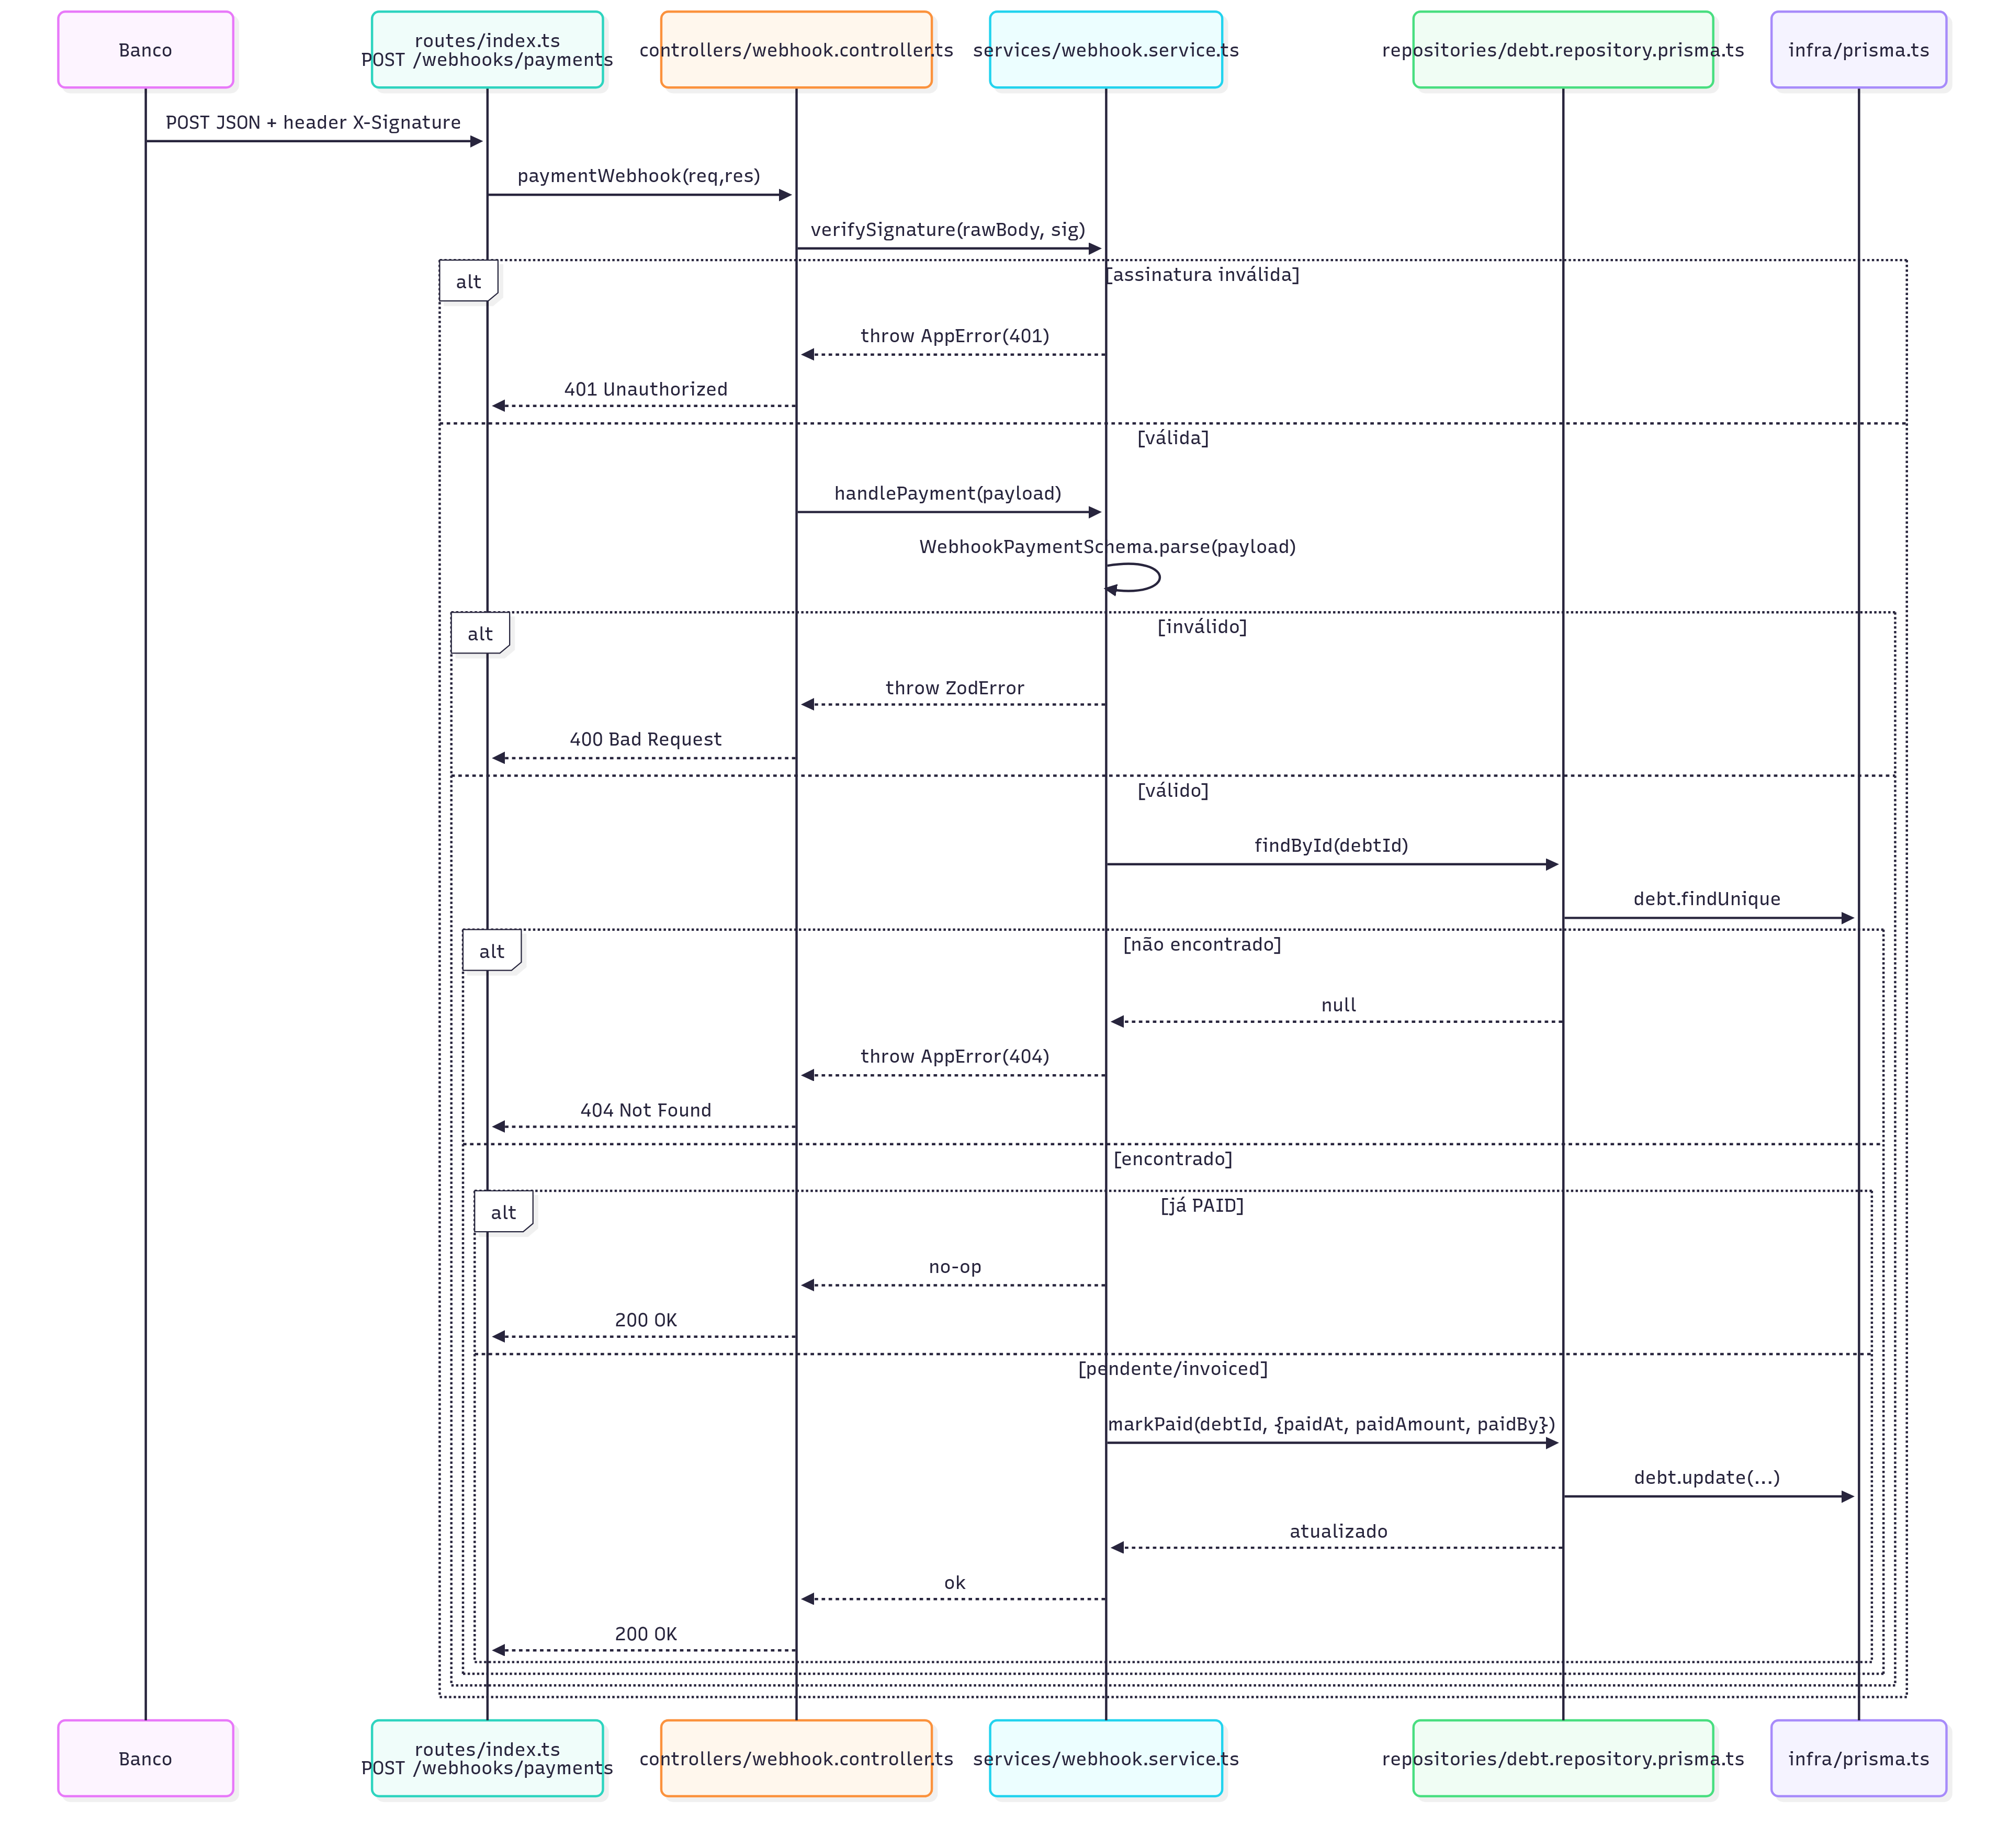 Banco
routes/index.ts
POST /webhooks/payments
controllers/webhook.controller.ts
services/webhook.service.ts
repositories/debt.repository.prisma.ts
infra/prisma.ts
POST JSON + header X-Signature
paymentWebhook(req,res)
verifySignature(rawBody, sig)
alt
[assinatura inválida]
throw AppError(401)
401 Unauthorized
[válida]
handlePayment(payload)
WebhookPaymentSchema.parse(payload)
alt
[inválido]
throw ZodError
400 Bad Request
[válido]
findById(debtId)
debt.findUnique
alt
[não encontrado]
null
throw AppError(404)
404 Not Found
[encontrado]
alt
[já PAID]
no-op
200 OK
[pendente/invoiced]
markPaid(debtId, {paidAt, paidAmount, paidBy})
debt.update(...)
atualizado
ok
200 OK
Banco
routes/index.ts
POST /webhooks/payments
controllers/webhook.controller.ts
services/webhook.service.ts
repositories/debt.repository.prisma.ts
infra/prisma.ts